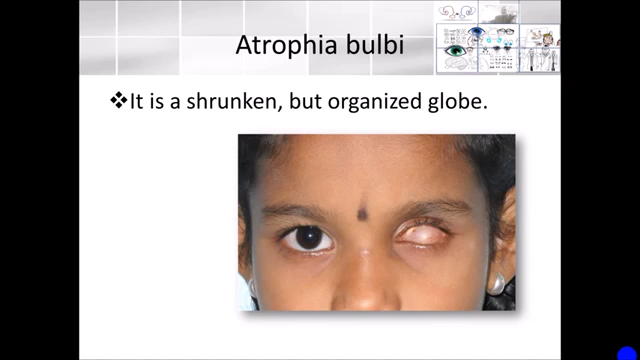 Atrophia bulbi
❖It is a shrunken, but organized globe.